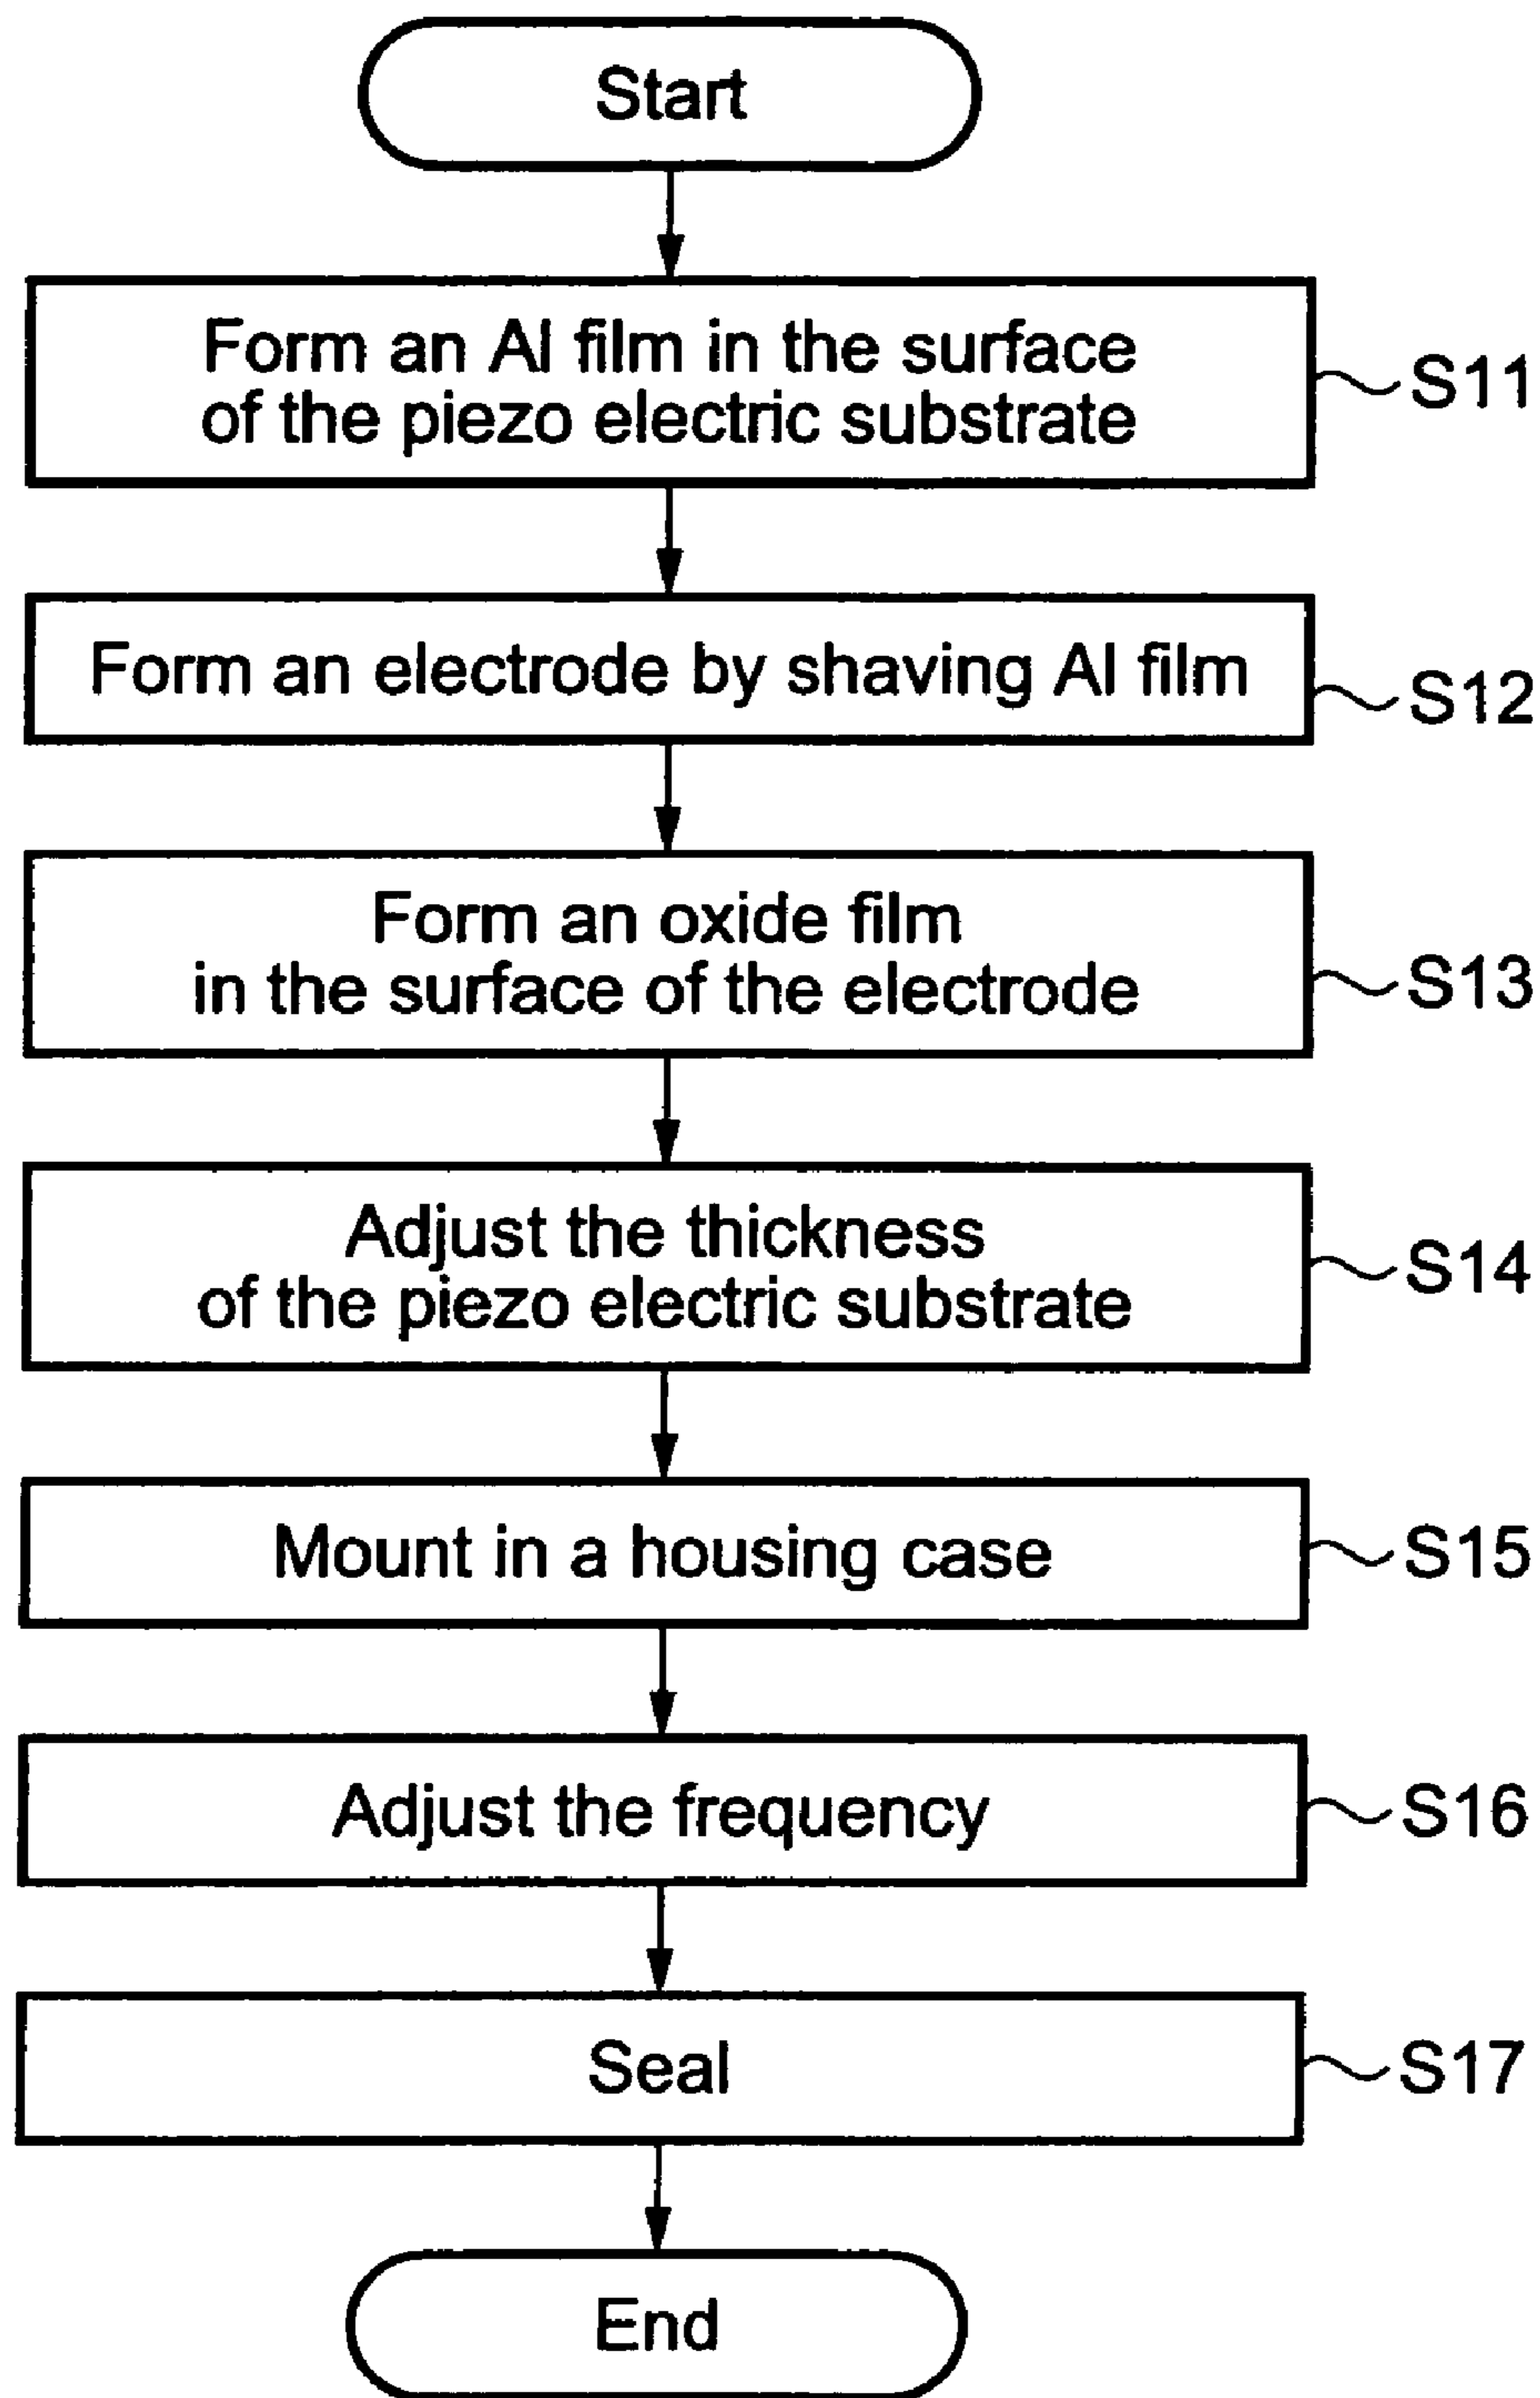 Start
Form an Al film in the surface
of the piezo electric substrate
S11
Form an electrode by shaving Al film
S12
Form an oxide film
in the surface of the electrode
S13
Adjust the thickness
of the piezo electric substrate
S14
Mount in a housing case
S15
Adjust the frequency
S16
Seal
S17
End